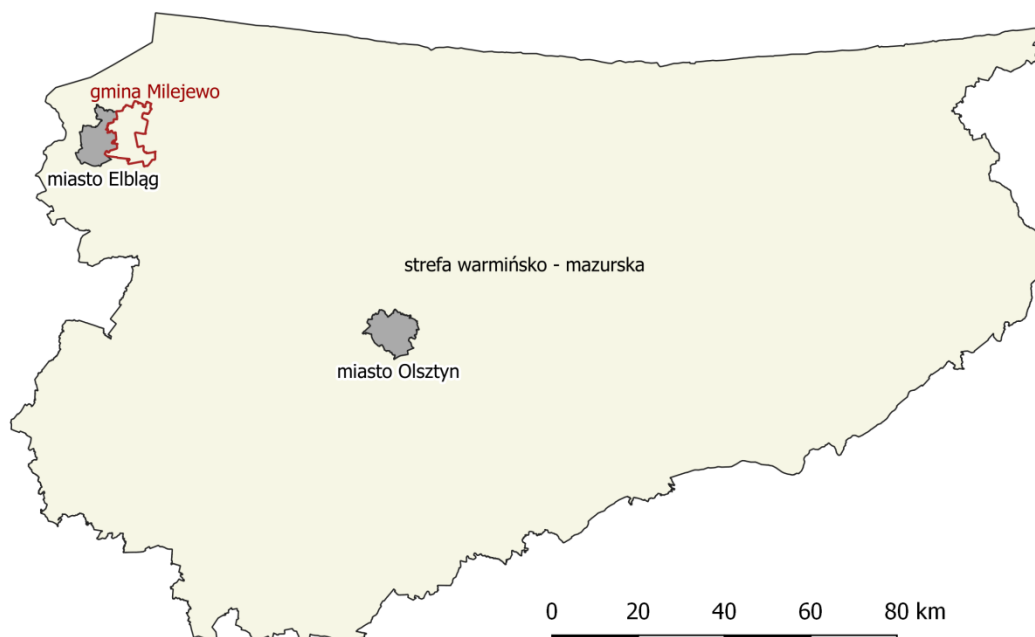 gmina Milejewo
miasto Elbląg
strefa warmińsko - mazurska
miasto Olsztyn
0 20 40 60 80 km